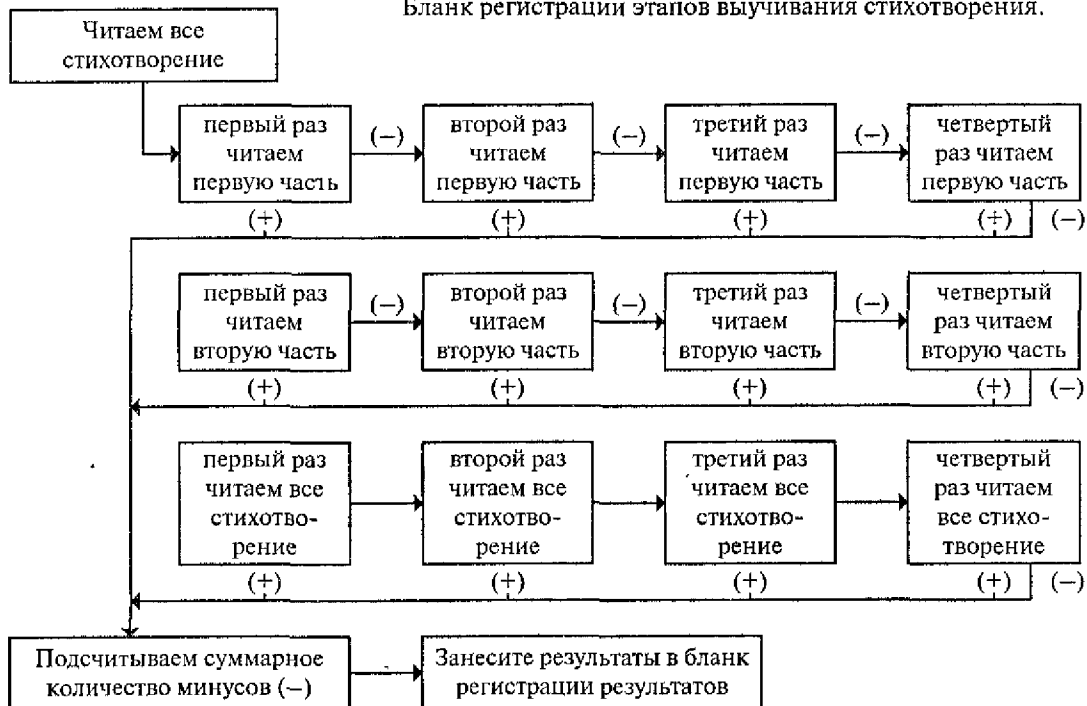 Бланк регистрации этапов выучивания стихотворения.
Читаем все
стихотворение
первый раз
читаем
первую часть
(−)
второй раз
читаем
первую часть
(−)
третий раз
читаем
первую часть
(−)
четвертый
раз читаем
первую часть
(+)
(+)
(+)
(+)
(−)
первый раз
читаем
вторую часть
(−)
второй раз
читаем
вторую часть
(−)
третий раз
читаем
вторую часть
(−)
четвертый
раз читаем
вторую часть
(+)
(+)
(+)
(+)
(−)
первый раз
читаем все
стихотво-
рение
второй раз
читаем все
стихотво-
рение
третий раз
читаем все
стихотво-
рение
четвертый
раз читаем
все стихо-
творение
(+)
(+)
(+)
(+)
(−)
Подсчитываем суммарное
количество минусов (−)
Занесите результаты в бланк
регистрации результатов